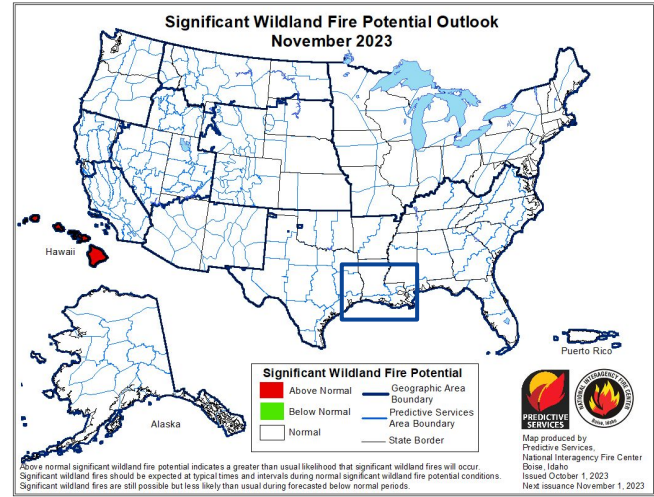 Significant Wildland Fire Potential Outlook
November 2023
Hawaii
Alaska
Puerto Rico
Significant Wildland Fire Potential
Above Normal
Below Normal
Normal
Geographic Area
Boundary
Predictive Services
Area Boundary
State Border
PREDICTIVE
SERVICES
NATIONAL INTERAGENCY FIRE CENTER
Boise, Idaho
Map produced by
Predictive Services,
National Interagency Fire Center
Boise, Idaho
Issued October 1, 2023
Next issuance November 1, 2023
Above normal significant wildland fire potential indicates a greater than usual likelihood that significant wildland fires will occur.
Significant wildland fires should be expected at typical times and intervals during normal significant wildland fire potential conditions.
Significant wildland fires are still possible but less likely than usual during forecasted below normal periods.